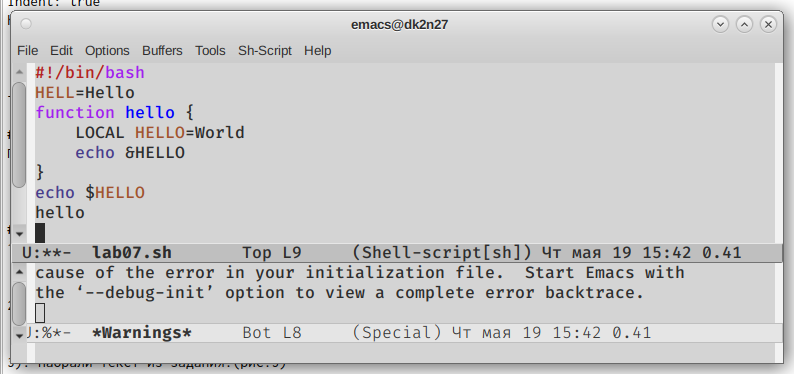 Indent: true
emacs@dk2n27
File Edit Options Buffers Tools Sh-Script Help
#!/bin/bash
HELL=Hello
function hello {
    LOCAL HELLO=World
    echo &HELLO
}
echo $HELLO
hello
U:**-  lab07.sh       Top L9     (Shell-script[sh]) Чт мая 19 15:42 0.41
cause of the error in your initialization file.  Start Emacs with
the ‘--debug-init’ option to view a complete error backtrace.
U:%*-  *Warnings*     Bot L8     (Special) Чт мая 19 15:42 0.41
3). Набрали текст из задания.(рис.3)